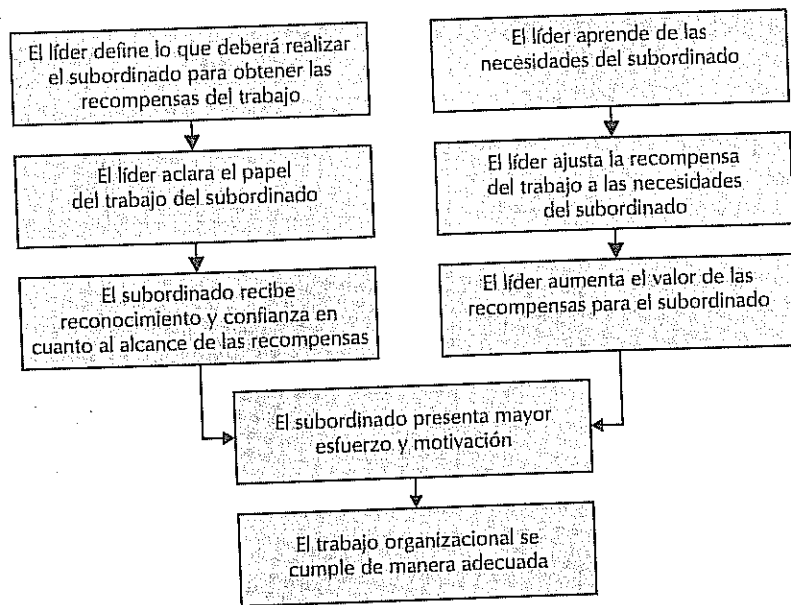 El líder define lo que deberá realizar
el subordinado para obtener las
recompensas del trabajo
El líder aclara el papel
del trabajo del subordinado
El subordinado recibe
reconocimiento y confianza en
cuanto al alcance de las recompensas
El líder aprende de las
necesidades del subordinado
El líder ajusta la recompensa
del trabajo a las necesidades
del subordinado
El líder aumenta el valor de las
recompensas para el subordinado
El subordinado presenta mayor
esfuerzo y motivación
El trabajo organizacional se
cumple de manera adecuada